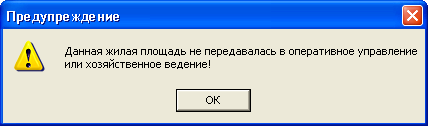 Предупреждение
Данная жилая площадь не передавалась в оперативное управление
или хозяйственное ведение!
OK